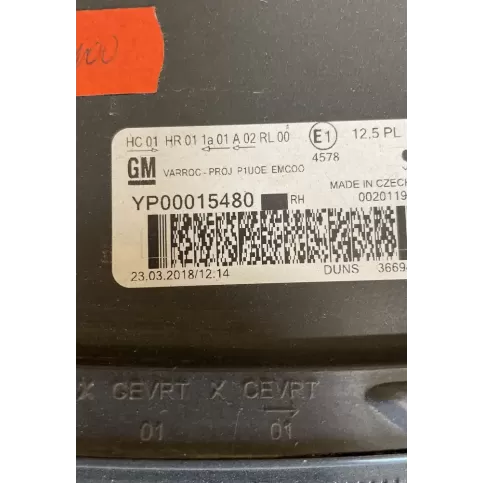 HC 01 HR 01 1a 01 A 02 RL 00 E1 12.5 PL
4578
GM VARROC - PROJ P1UOE EMCOO
MADE IN CZECH
YP00015480 RH 0020119
23.03.2018/12:14 DUNS 3669
X CEVRT X CEVRT
01 01